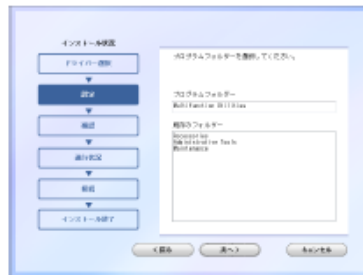 インストール状況
ドライバー選択
設定
確認
進行状況
接続
インストール終了
プログラムフォルダーを選択してください。
プログラムフォルダー
Multifunction Utilities
既存のフォルダー
Accessories
Administrative Tools
Maintenance
<戻る
次へ>
キャンセル